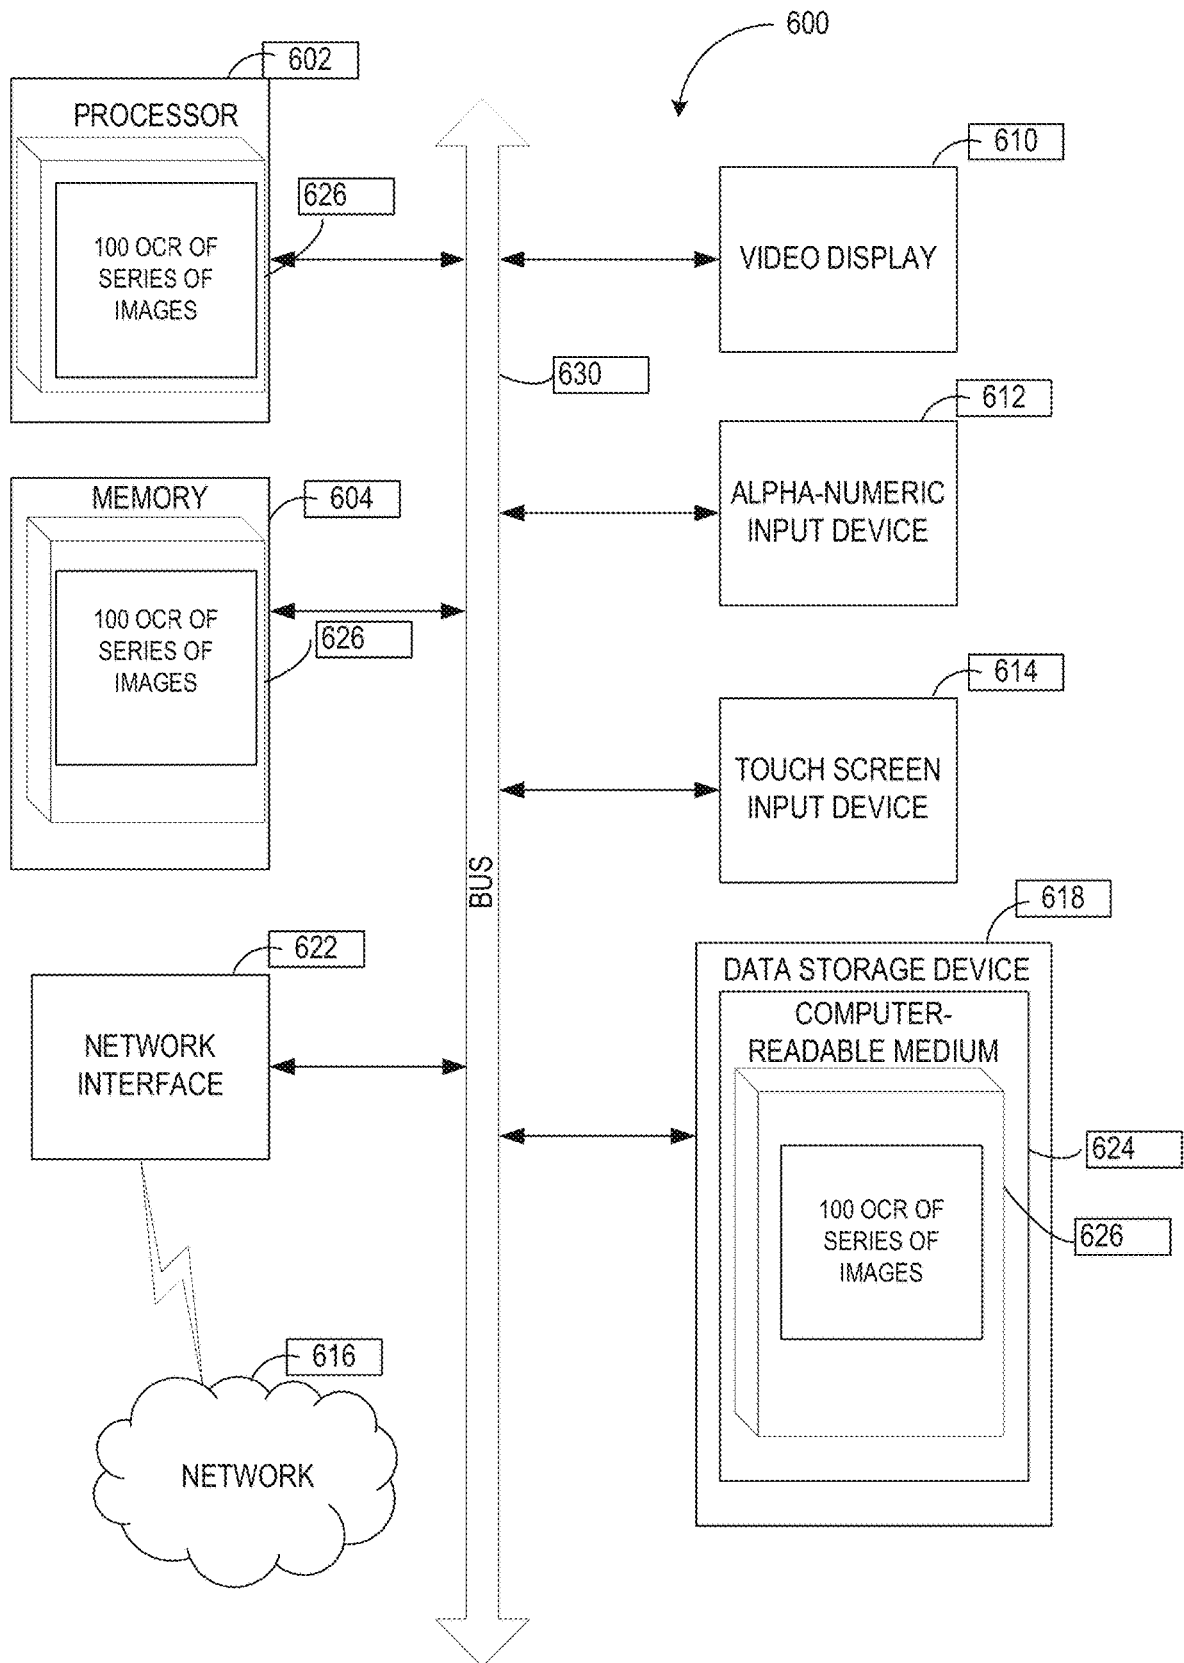 600
602
PROCESSOR
626
100 OCR OF
SERIES OF
IMAGES
610
VIDEO DISPLAY
630
612
ALPHA-NUMERIC
INPUT DEVICE
MEMORY
604
100 OCR OF
SERIES OF
IMAGES
626
614
TOUCH SCREEN
INPUT DEVICE
BUS
622
NETWORK
INTERFACE
618
DATA STORAGE DEVICE
COMPUTER-
READABLE MEDIUM
624
626
100 OCR OF
SERIES OF
IMAGES
616
NETWORK